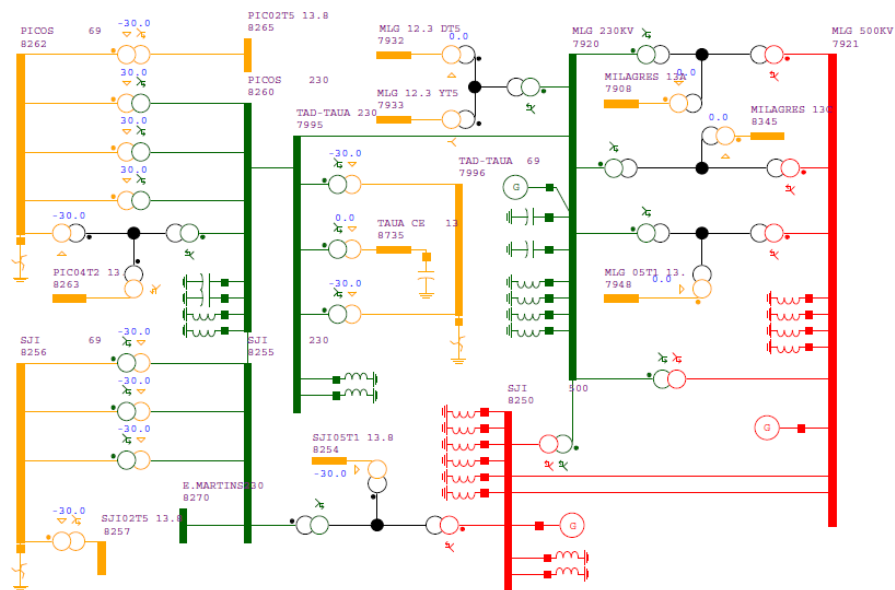 PICOS 69
8262
-30.0
PIC02T5 13.8
8265
MLG 12.3 DT5
7932
0.0
MLG 230KV
7920
MLG 500KV
7921
30.0
PICOS 230
8260
MLG 12.3 YT5
7933
MILAGRES 13A
7908
0.0
TAD-TAUA 230
7995
MILAGRES 13C
8345
0.0
30.0
30.0
-30.0
TAD-TAUA 69
7996
G
-30.0
0.0
TAUA CE 13
8735
PIC04T2 13.
8263
MLG 05T1 13.
7948
0.0
-30.0
SJI 69
8256
-30.0
SJI 230
8255
-30.0
-30.0
SJI 500
8250
G
SJI05T1 13.8
8254
-30.0
E.MARTINS230
8270
-30.0
SJI02T5 13.8
8257
G